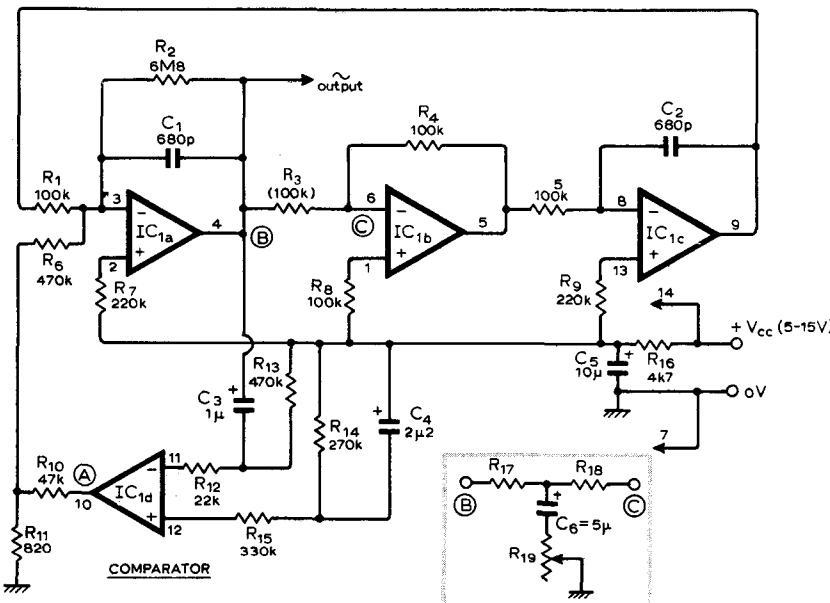 R2
6M8
~
output
C1
680p
R4
100k
C2
680p
R1
100k
R3
(100k)
5
100k
3
−
IC1a
+
2
4
B
6
−
C
IC1b
+
1
5
8
−
IC1c
+
13
9
R6
470k
R7
220k
R8
100k
R9
220k
14
+ Vcc (5-15V)
R13
470k
C5
10μ
+
R16
4k7
C3
1μ
+
R14
270k
+
C4
2μ2
0V
7
A
R10
47k
10
IC1d
11
−
+
12
R12
22k
R15
330k
R11
820
COMPARATOR
R17
R18
B
C
+
C6=5μ
R19